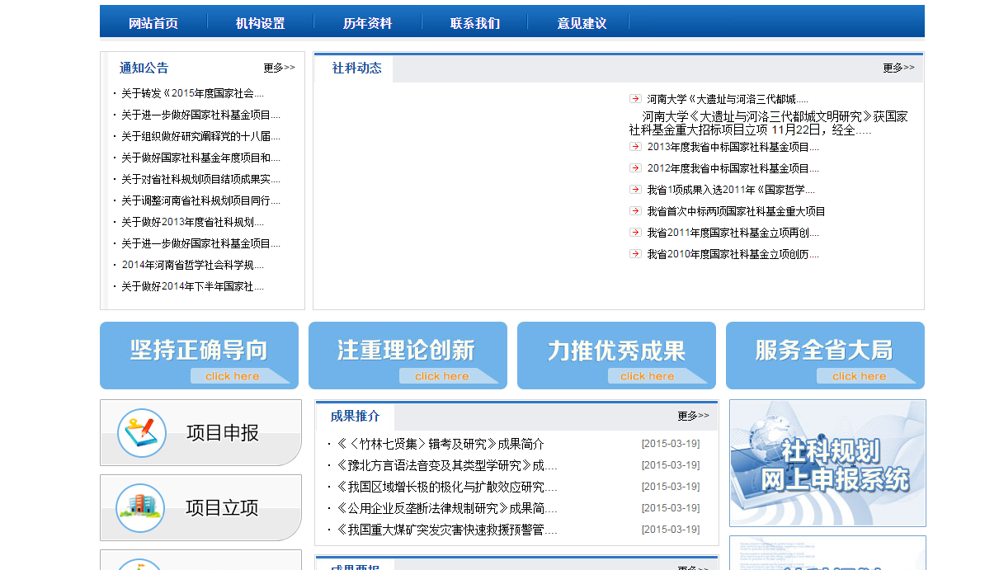 网站首页 机构设置 历年资料 联系我们 意见建议
通知公告 更多>>
· 关于转发《2015年度国家社会....
· 关于进一步做好国家社科基金项目....
· 关于组织做好研究阐释党的十八届....
· 关于做好国家社科基金年度项目和....
· 关于对省社科规划项目结项成果实....
· 关于调整河南省社科规划项目同行....
· 关于做好2013年度省社科规划....
· 关于进一步做好国家社科基金项目....
· 2014年河南省哲学社会科学规....
· 关于做好2014年下半年国家社....
社科动态 更多>>
河南大学《大遗址与河洛三代都城.....
河南大学《大遗址与河洛三代都城文明研究》获国家
社科基金重大招标项目立项 11月22日，经全.....
2013年度我省中标国家社科基金项目....
2012年度我省中标国家社科基金项目....
我省1项成果入选2011年《国家哲学....
我省首次中标两项国家社科基金重大项目
我省2011年度国家社科基金立项再创....
我省2010年度国家社科基金立项创历....
坚持正确导向
click here
注重理论创新
click here
力推优秀成果
click here
服务全省大局
click here
项目申报
项目立项
成果推介 更多>>
· 《〈竹林七贤集〉辑考及研究》成果简介 [2015-03-19]
· 《豫北方言语法音变及其类型学研究》成.... [2015-03-19]
· 《我国区域增长极的极化与扩散效应研究.... [2015-03-19]
· 《公用企业反垄断法律规制研究》成果简.... [2015-03-19]
· 《我国重大煤矿突发灾害快速救援预警管.... [2015-03-19]
社科规划
网上申报系统
成果要报 更多>>